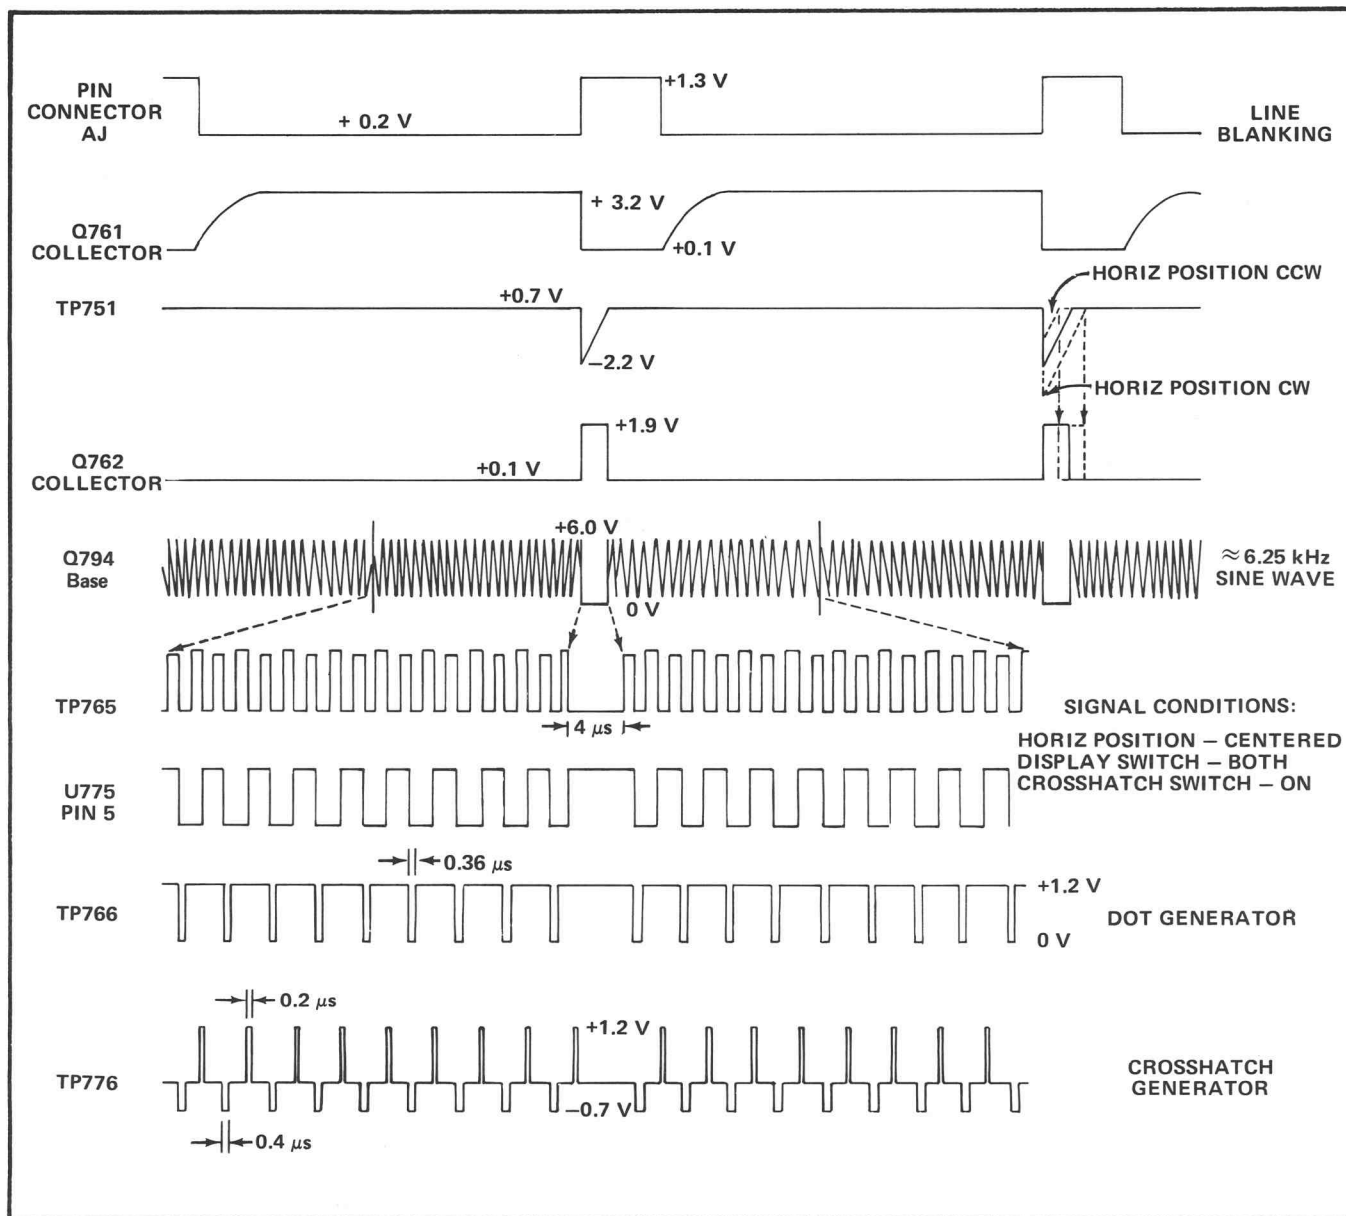 PIN
CONNECTOR
AJ
+ 0.2 V
+1.3 V
LINE
BLANKING
Q761
COLLECTOR
+ 3.2 V
+0.1 V
HORIZ POSITION CCW
TP751
+0.7 V
−2.2 V
HORIZ POSITION CW
Q762
COLLECTOR
+1.9 V
+0.1 V
Q794
Base
+6.0 V
0 V
≈6.25 kHz
SINE WAVE
TP765
4 μs
SIGNAL CONDITIONS:
HORIZ POSITION − CENTERED
DISPLAY SWITCH − BOTH
CROSSHATCH SWITCH − ON
U775
PIN 5
0.36 μs
TP766
+1.2 V
0 V
DOT GENERATOR
0.2 μs
TP776
+1.2 V
−0.7 V
0.4 μs
CROSSHATCH
GENERATOR